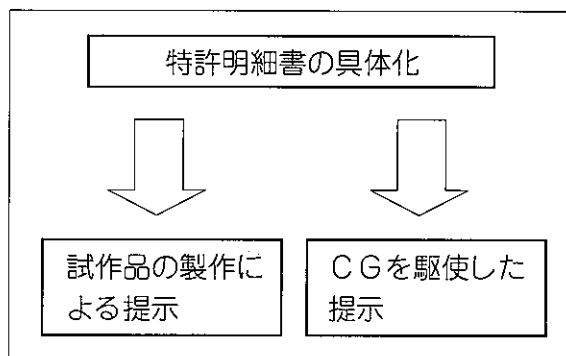 特許明細書の具体化
試作品の製作に
よる提示
ＣＧを駆使した
提示